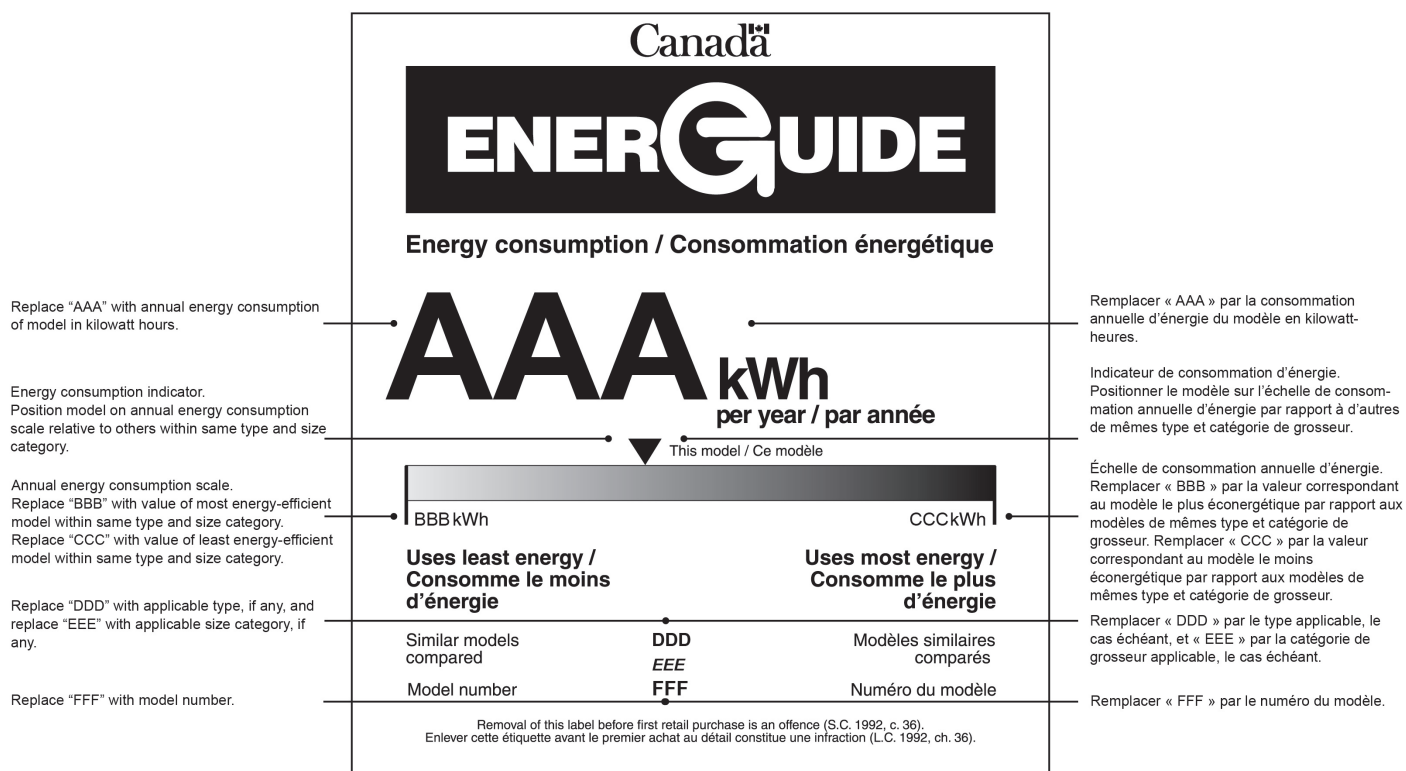 Canada
ENERGUIDE
Energy consumption / Consommation énergétique
Replace “AAA” with annual energy consumption
of model in kilowatt hours.
AAA kWh
per year / par année
Remplacer « AAA » par la consommation
annuelle d’énergie du modèle en kilowatt-
heures.
Energy consumption indicator.
Position model on annual energy consumption
scale relative to others within same type and size
category.
This model / Ce modèle
Indicateur de consommation d’énergie.
Positionner le modèle sur l’échelle de consom-
mation annuelle d’énergie par rapport à d’autres
de mêmes type et catégorie de grosseur.
Annual energy consumption scale.
Replace “BBB” with value of most energy-efficient
model within same type and size category.
Replace “CCC” with value of least energy-efficient
model within same type and size category.
BBB kWh
CCC kWh
Échelle de consommation annuelle d’énergie.
Remplacer « BBB » par la valeur correspondant
au modèle le plus éconergétique par rapport aux
modèles de mêmes type et catégorie de
grosseur. Remplacer « CCC » par la valeur
correspondant au modèle le moins
éconergétique par rapport aux modèles de
mêmes type et catégorie de grosseur.
Uses least energy /
Consomme le moins
d’énergie
Uses most energy /
Consomme le plus
d’énergie
Replace “DDD” with applicable type, if any, and
replace “EEE” with applicable size category, if
any.
Similar models
compared
DDD
EEE
Modèles similaires
comparés
Remplacer « DDD » par le type applicable, le
cas échéant, et « EEE » par la catégorie de
grosseur applicable, le cas échéant.
Replace “FFF” with model number.
Model number
FFF
Numéro du modèle
Remplacer « FFF » par le numéro du modèle.
Removal of this label before first retail purchase is an offence (S.C. 1992, c. 36).
Enlever cette étiquette avant le premier achat au détail constitue une infraction (L.C. 1992, ch. 36).